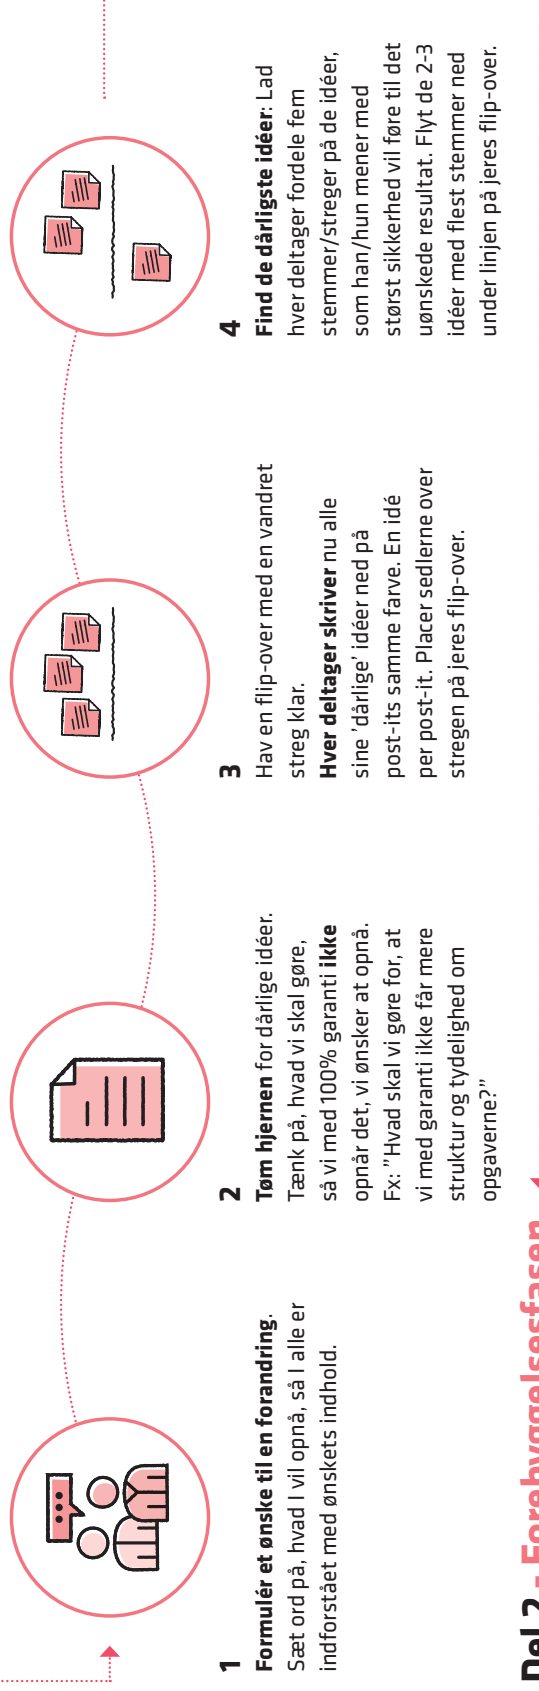 1
Formulér et ønske til en forandring.
Sæt ord på, hvad I vil opnå, så I alle er
indforstået med ønskets indhold.
2
Tøm hjernen for dårlige idéer.
Tænk på, hvad vi skal gøre,
så vi med 100% garanti ikke
opnår det, vi ønsker at opnå.
Fx: ”Hvad skal vi gøre for, at
vi med garanti ikke får mere
struktur og tydelighed om
opgaverne?”
3
Hav en flip-over med en vandret
streg klar.
Hver deltager skriver nu alle
sine ’dårlige’ idéer ned på
post-its samme farve. En idé
per post-it. Placer sedlerne over
stregen på jeres flip-over.
4
Find de dårligste idéer: Lad
hver deltager fordele fem
stemmer/streger på de idéer,
som han/hun mener med
størst sikkerhed vil føre til det
uønskede resultat. Flyt de 2-3
idéer med flest stemmer ned
under linjen på jeres flip-over.
Del 2 - Forebyggelsesfasen